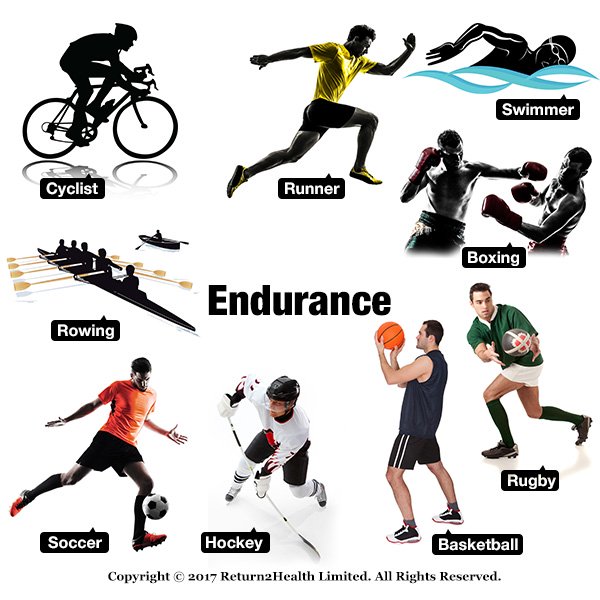 Swimmer
Cyclist
Runner
Boxing
Endurance
Rowing
Rugby
Soccer
Hockey
Basketball
Copyright © 2017 Return2Health Limited. All Rights Reserved.